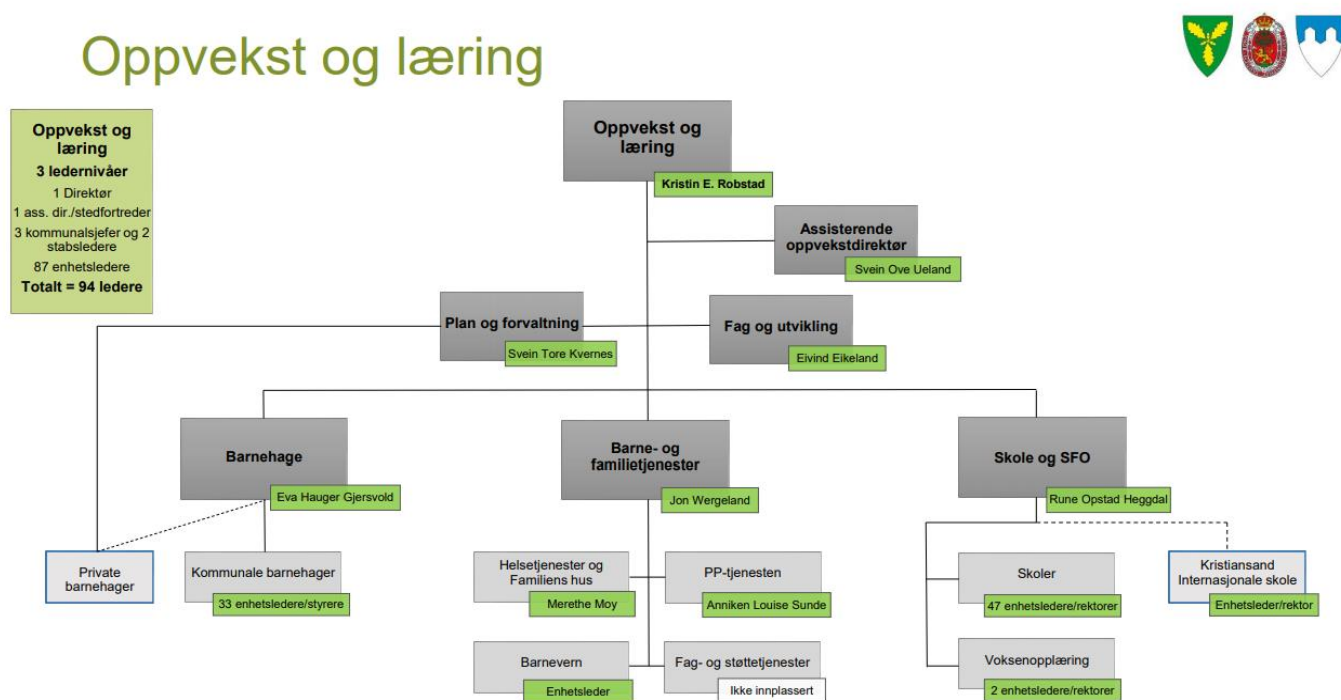 Oppvekst og læring
Oppvekst og
læring
3 ledernivåer
1 Direktør
1 ass. dir./stedfortreder
3 kommunalsjefer og 2
stabsledere
87 enhetsledere
Totalt = 94 ledere
Oppvekst og
læring
Kristin E. Robstad
Assisterende
oppvekstdirektør
Svein Ove Ueland
Plan og forvaltning
Svein Tore Kvernes
Fag og utvikling
Eivind Eikeland
Barnehage
Eva Hauger Gjersvold
Barne- og
familietjenester
Jon Wergeland
Skole og SFO
Rune Opstad Heggdal
Private
barnehager
Kommunale barnehager
33 enhetsledere/styrere
Helsetjenester og
Familiens hus
Merethe Moy
PP-tjenesten
Anniken Louise Sunde
Skoler
47 enhetsledere/rektorer
Kristiansand
Internasjonale skole
Enhetsleder/rektor
Barnevern
Enhetsleder
Fag- og støttetjenester
Ikke innplassert
Voksenopplæring
2 enhetsledere/rektorer